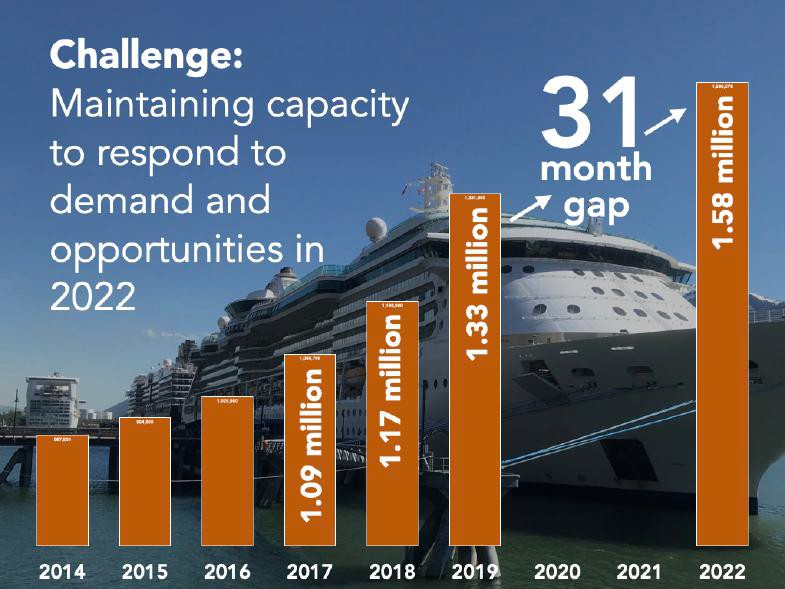 Challenge:
Maintaining capacity
to respond to
demand and
opportunities in
2022
31
month
gap
1.09 million
1.17 million
1.33 million
1.58 million
2014 2015 2016 2017 2018 2019 2020 2021 2022